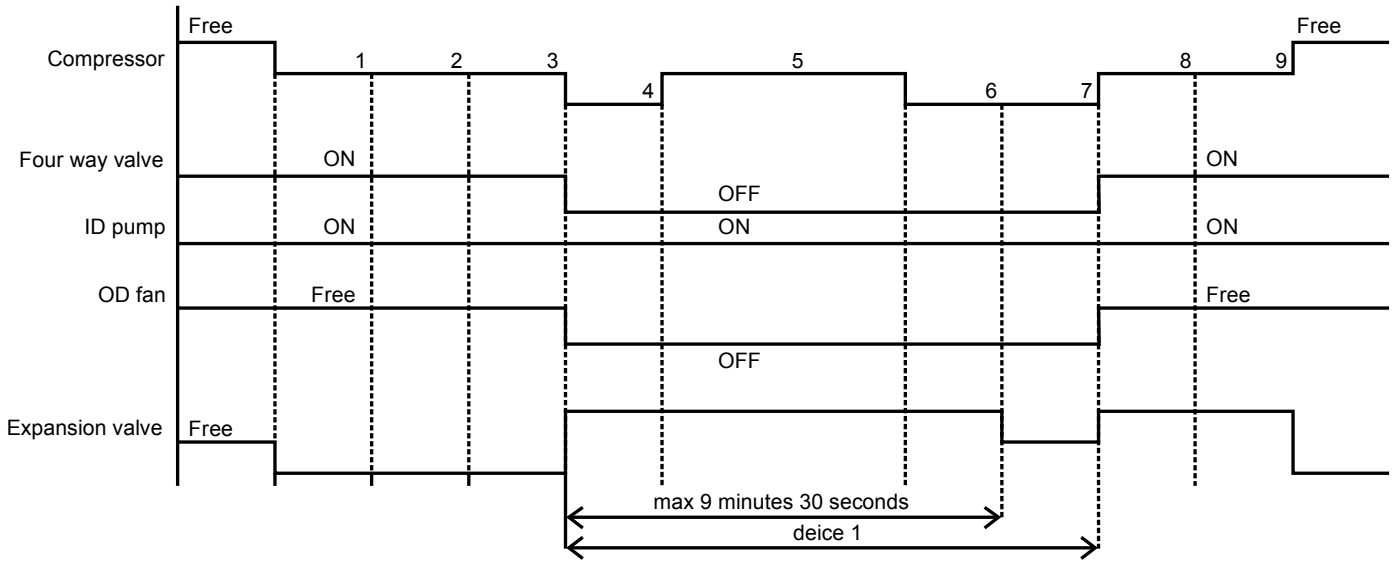 Free Free
Compressor 1 2 3 5 8 9
4 6 7
Four way valve ON ON
OFF
ID pump ON ON ON
OD fan Free Free
OFF
Expansion valve Free
max 9 minutes 30 seconds
deice 1